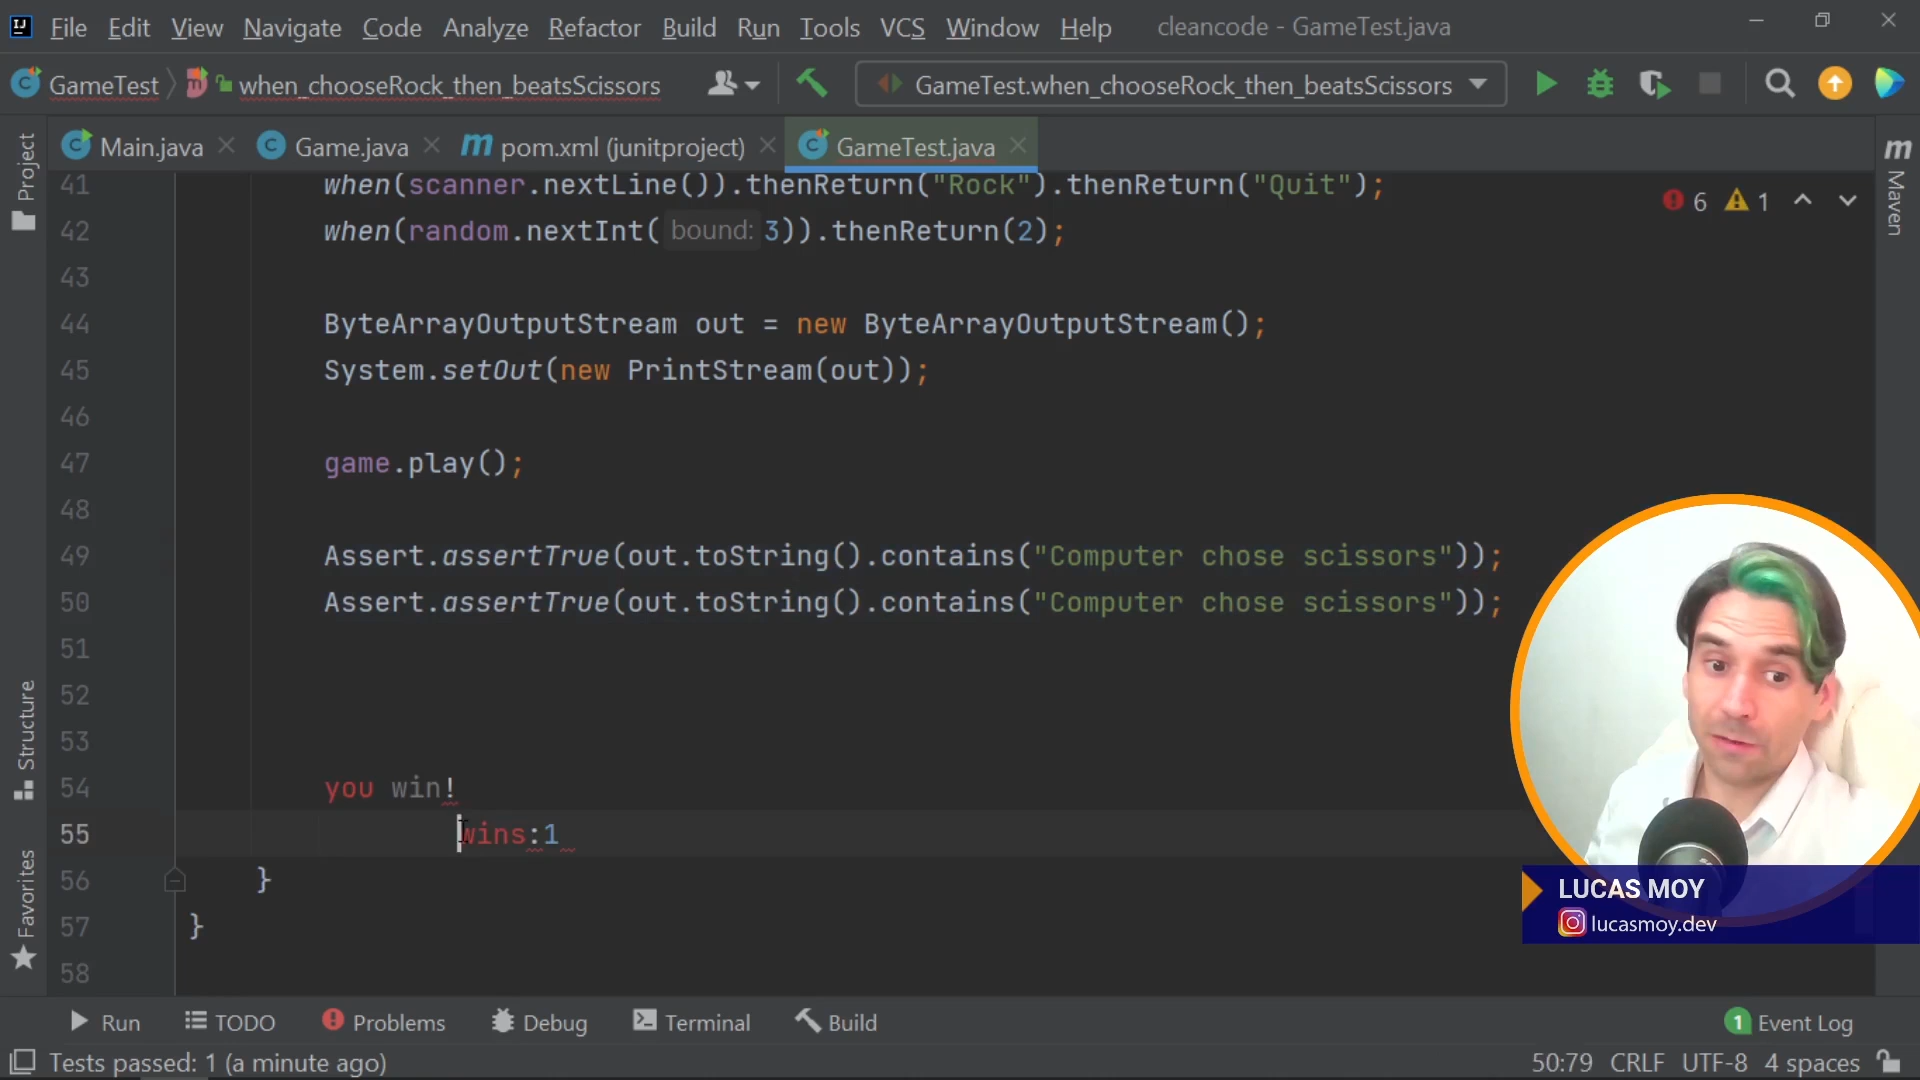 File Edit View Navigate Code Analyze Refactor Build Run Tools VCS Window Help cleancode - GameTest.java
GameTest when_chooseRock_then_beatsScissors GameTest.when_chooseRock_then_beatsScissors
Main.java Game.java pom.xml (junitproject) GameTest.java
Project
Structure
Favorites
Maven
6 1
41 when(scanner.nextLine()).thenReturn("Rock").thenReturn("Quit");
42 when(random.nextInt( bound: 3)).thenReturn(2);
43
44 ByteArrayOutputStream out = new ByteArrayOutputStream();
45 System.setOut(new PrintStream(out));
46
47 game.play();
48
49 Assert.assertTrue(out.toString().contains("Computer chose scissors"));
50 Assert.assertTrue(out.toString().contains("Computer chose scissors"));
51
52
53
54 you win!
55 wins:1
56 }
57 }
58
LUCAS MOY
lucasmoy.dev
Run TODO Problems Debug Terminal Build 1 Event Log
Tests passed: 1 (a minute ago) 50:79 CRLF UTF-8 4 spaces